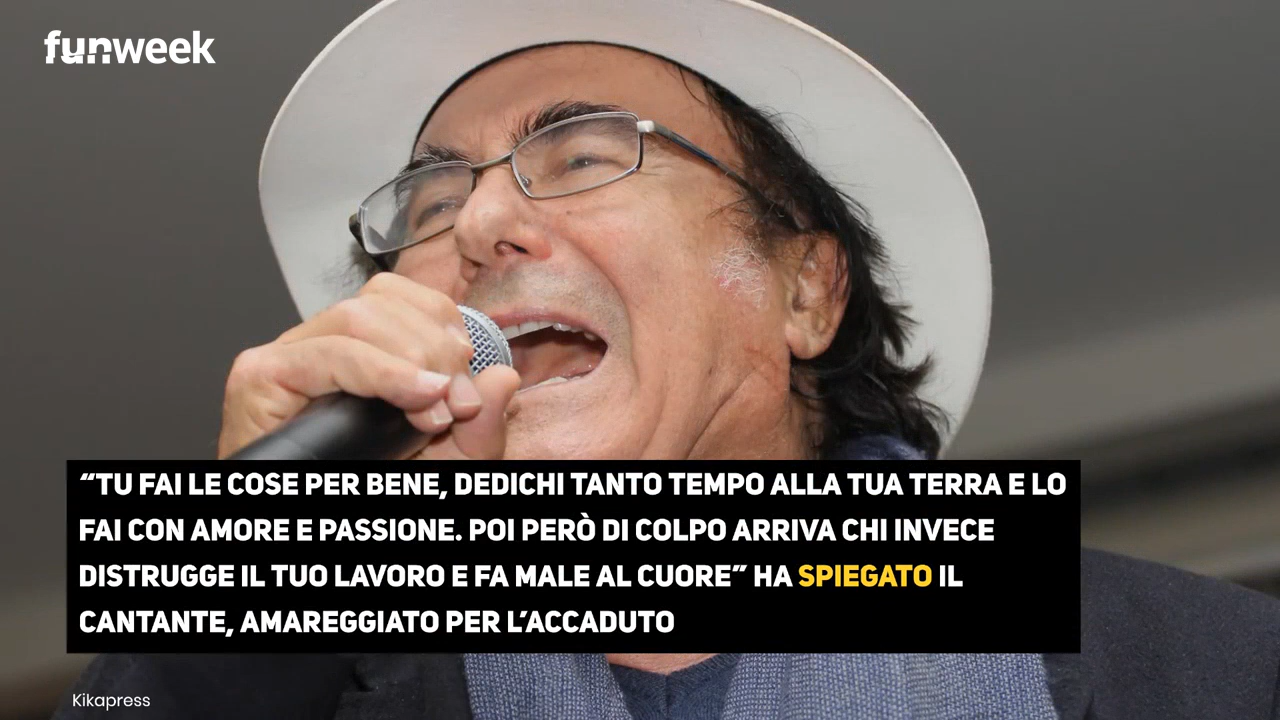 funweek
“TU FAI LE COSE PER BENE, DEDICHI TANTO TEMPO ALLA TUA TERRA E LO
FAI CON AMORE E PASSIONE. POI PERÒ DI COLPO ARRIVA CHI INVECE
DISTRUGGE IL TUO LAVORO E FA MALE AL CUORE” HA SPIEGATO IL
CANTANTE, AMAREGGIATO PER L’ACCADUTO
Kikapress